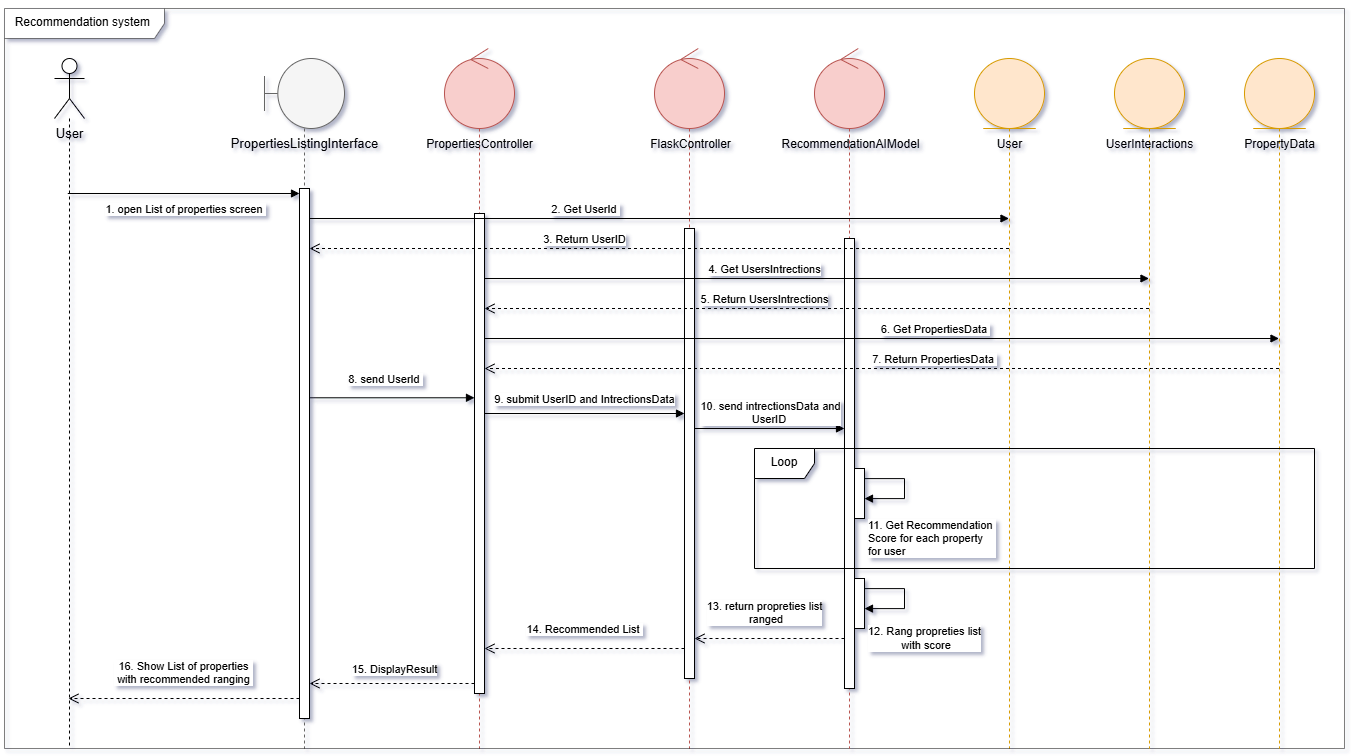 Recommendation system
User
PropertiesListingInterface
PropertiesController
FlaskController
RecommendationAIModel
User
UserInteractions
PropertyData
1. open List of properties screen
2. Get UserId
3. Return UserID
4. Get UsersIntrections
5. Return UsersIntrections
6. Get PropertiesData
7. Return PropertiesData
8. send UserId
9. submit UserID and IntrectionsData
10. send intrectionsData and
UserID
Loop
11. Get Recommendation
Score for each property
for user
12. Rang propreties list
with score
13. return propreties list
ranged
14. Recommended List
15. DisplayResult
16. Show List of properties
with recommended ranging